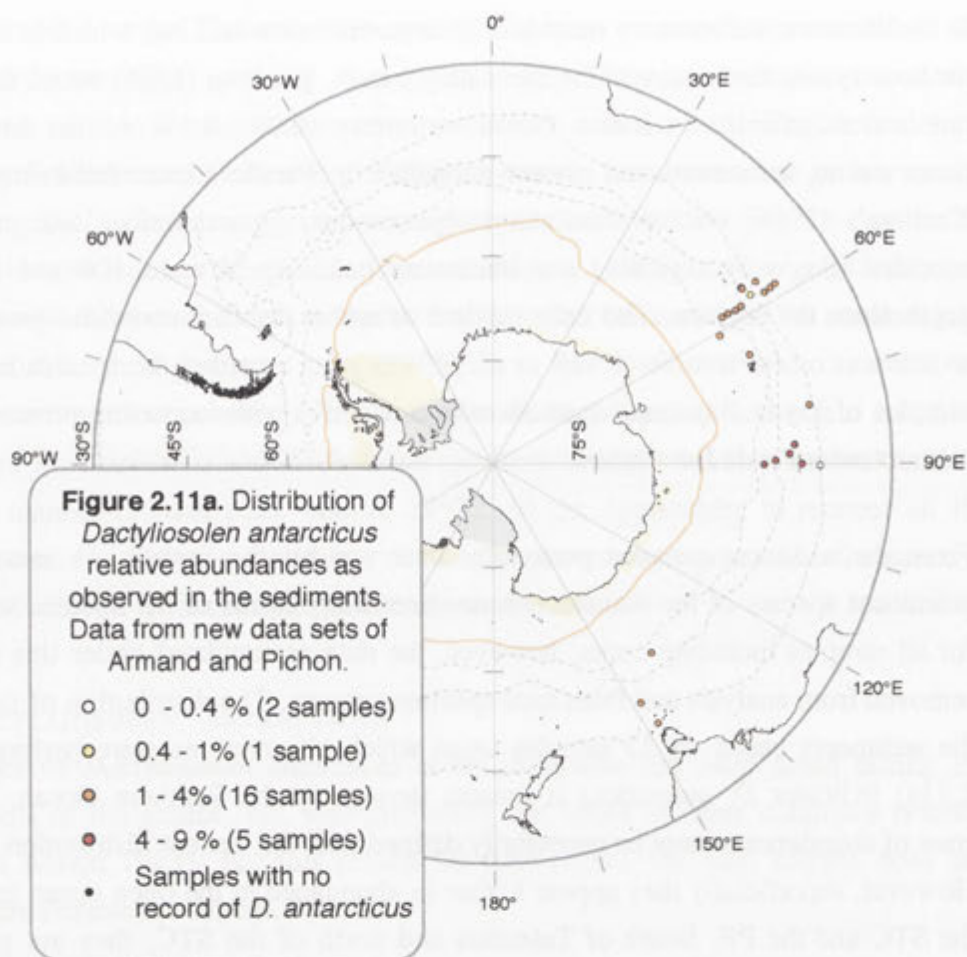 0°
30°W
30°E
60°W
60°E
90°W
30°S
45°S
60°S
75°S
90°E
120°E
150°E
180°
Figure 2.11a. Distribution of
Dactyliosolen antarcticus
relative abundances as
observed in the sediments.
Data from new data sets of
Armand and Pichon.
0 - 0.4 % (2 samples)
0.4 - 1% (1 sample)
1 - 4% (16 samples)
4 - 9 % (5 samples)
Samples with no
record of D. antarcticus